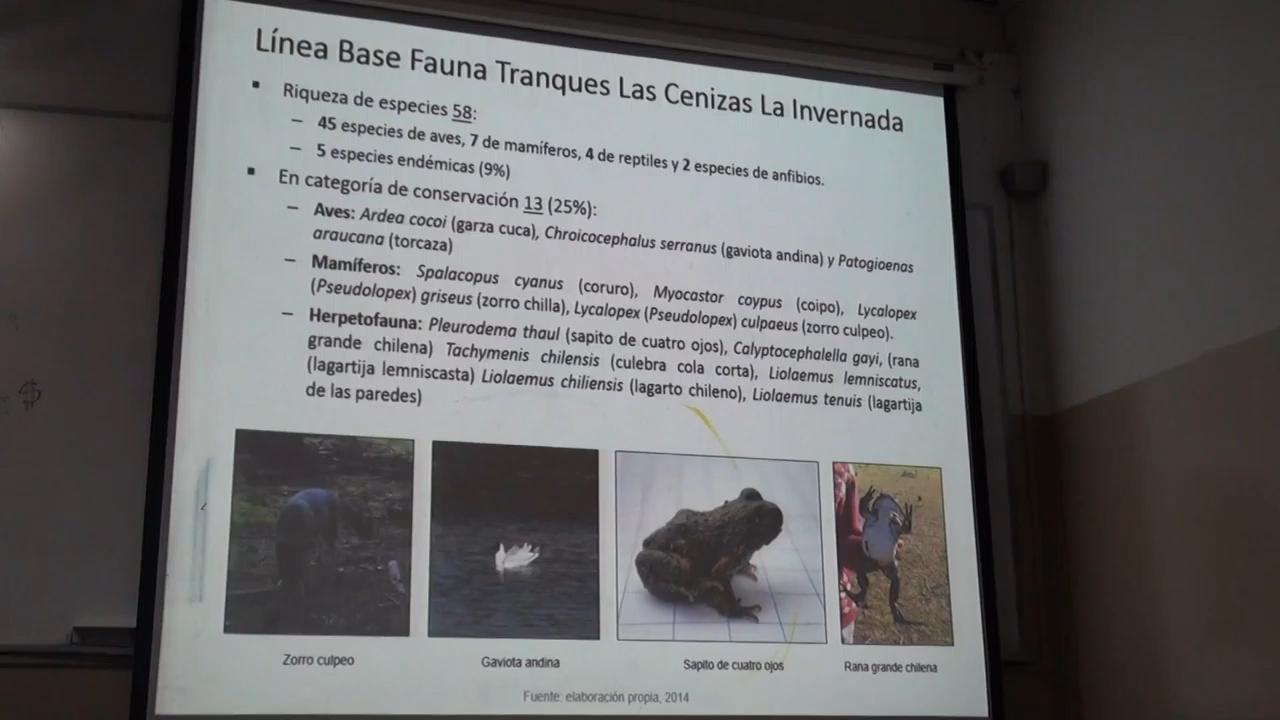 Línea Base Fauna Tranques Las Cenizas La Invernada
▪ Riqueza de especies 58:
– 45 especies de aves, 7 de mamíferos, 4 de reptiles y 2 especies de anfibios.
– 5 especies endémicas (9%)
▪ En categoría de conservación 13 (25%):
– Aves: Ardea cocoi (garza cuca), Chroicocephalus serranus (gaviota andina) y Patogioenas
araucana (torcaza)
– Mamíferos: Spalacopus cyanus (coruro), Myocastor coypus (coipo), Lycalopex
(Pseudolopex) griseus (zorro chilla), Lycalopex (Pseudolopex) culpaeus (zorro culpeo).
– Herpetofauna: Pleurodema thaul (sapito de cuatro ojos), Calyptocephalella gayi, (rana
grande chilena) Tachymenis chilensis (culebra cola corta), Liolaemus lemniscatus,
(lagartija lemniscasta) Liolaemus chiliensis (lagarto chileno), Liolaemus tenuis (lagartija
de las paredes)
Zorro culpeo
Gaviota andina
Sapito de cuatro ojos
Rana grande chilena
Fuente: elaboración propia, 2014
$